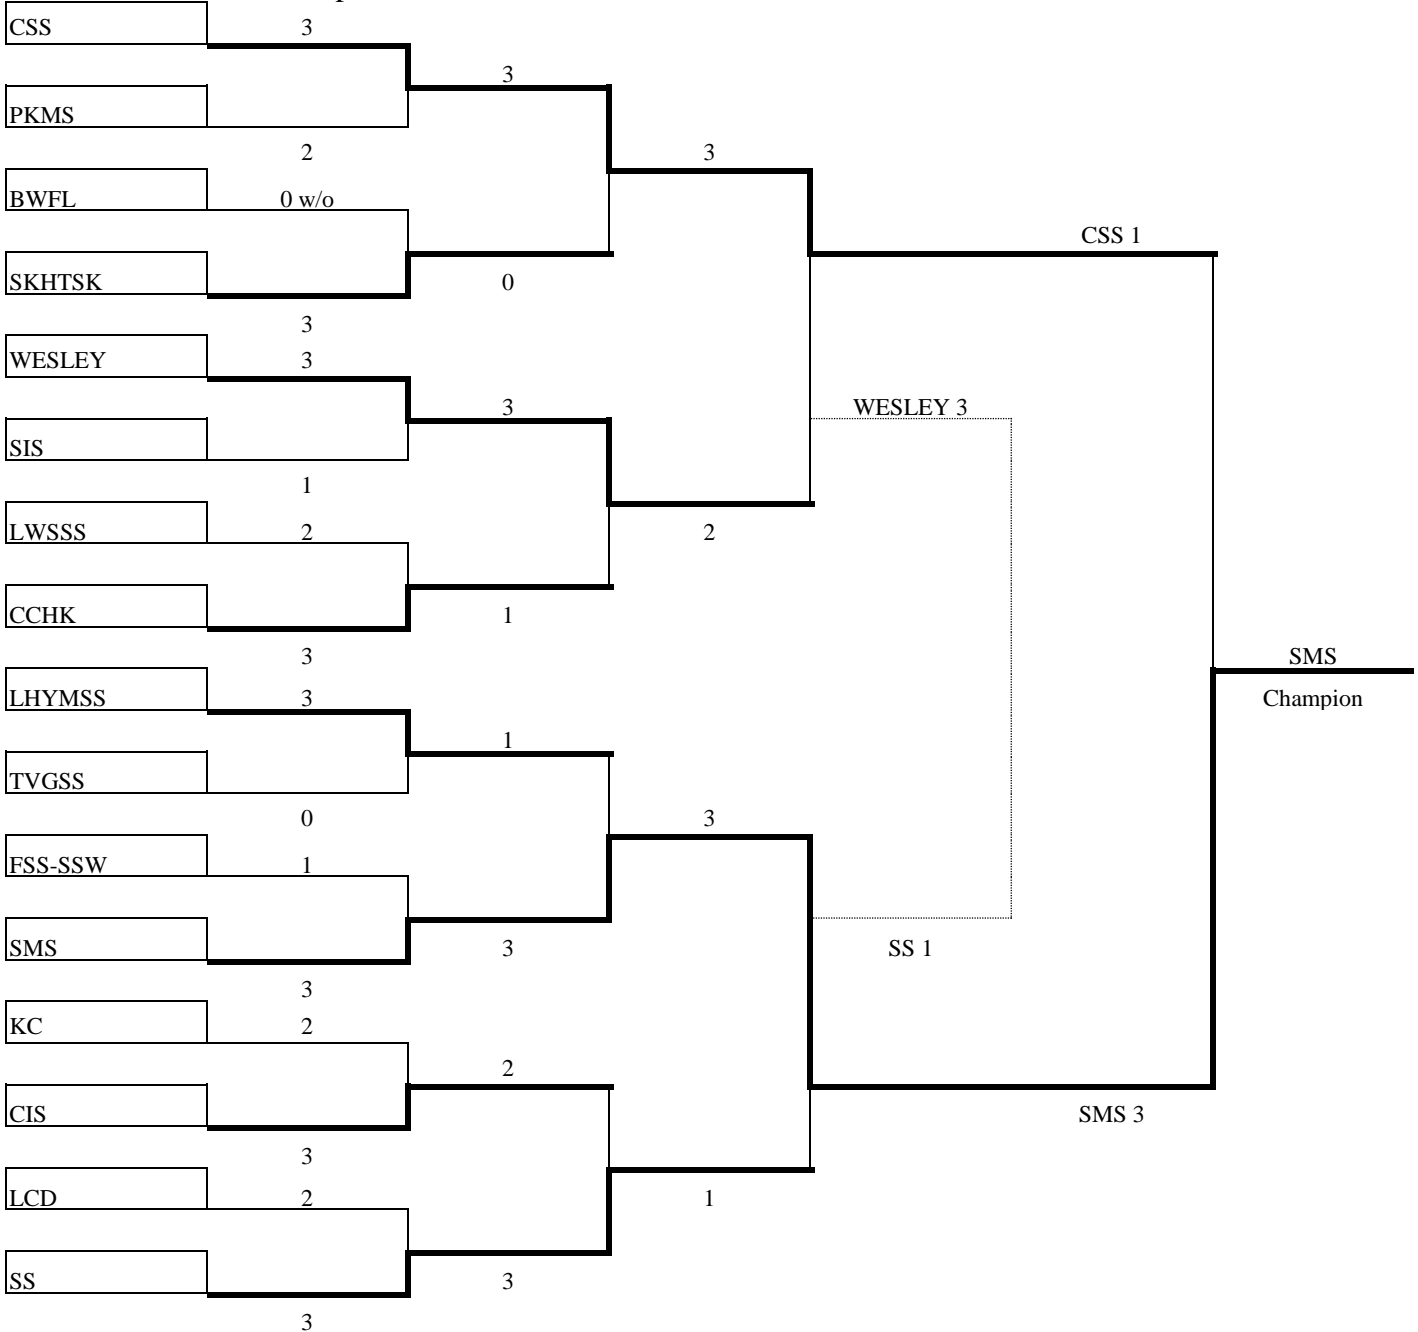 CSS 3
3
PKMS
2
3
BWFL 0 w/o
CSS 1
SKHTSK
0
3
WESLEY 3
3
WESLEY 3
SIS
1
LWSSS 2
2
CCHK
1
3
SMS
LHYMSS 3
Champion
1
TVGSS
0
3
FSS-SSW 1
SMS
3
SS 1
3
KC 2
2
CIS
SMS 3
3
LCD 2
1
SS
3
3